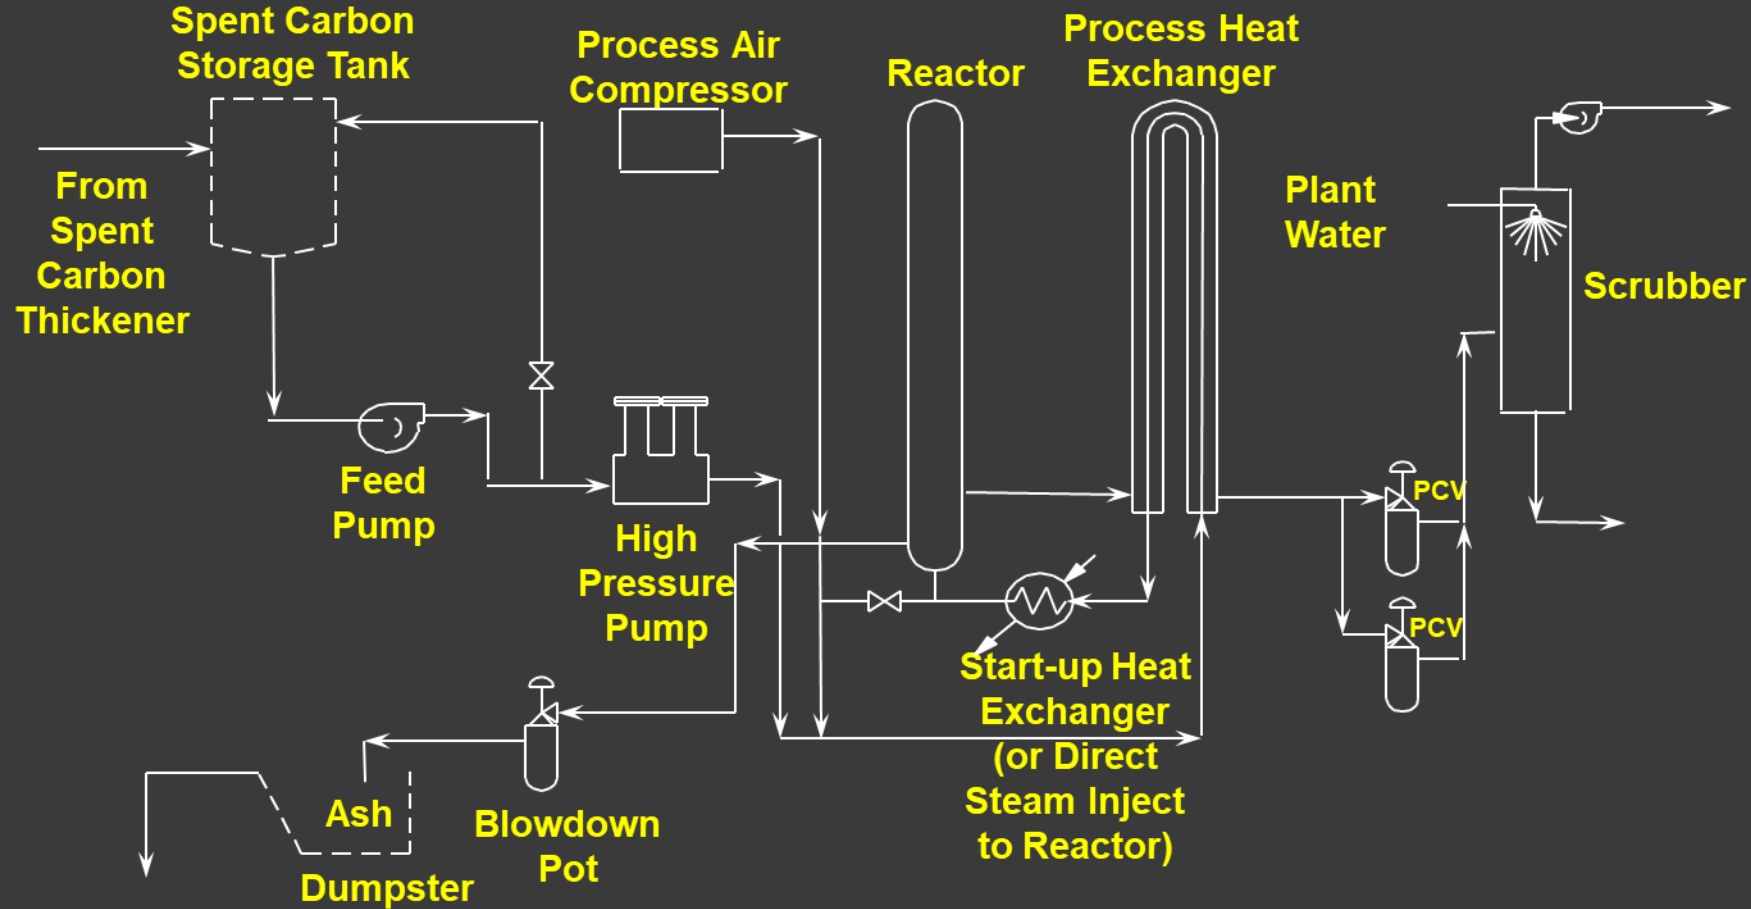 Spent Carbon
Storage Tank
Process Air
Compressor
Reactor
Process Heat
Exchanger
From
Spent
Carbon
Thickener
Plant
Water
Scrubber
Feed
Pump
High
Pressure
Pump
PCV
PCV
Start-up Heat
Exchanger
(or Direct
Steam Inject
to Reactor)
Ash
Blowdown
Pot
Dumpster